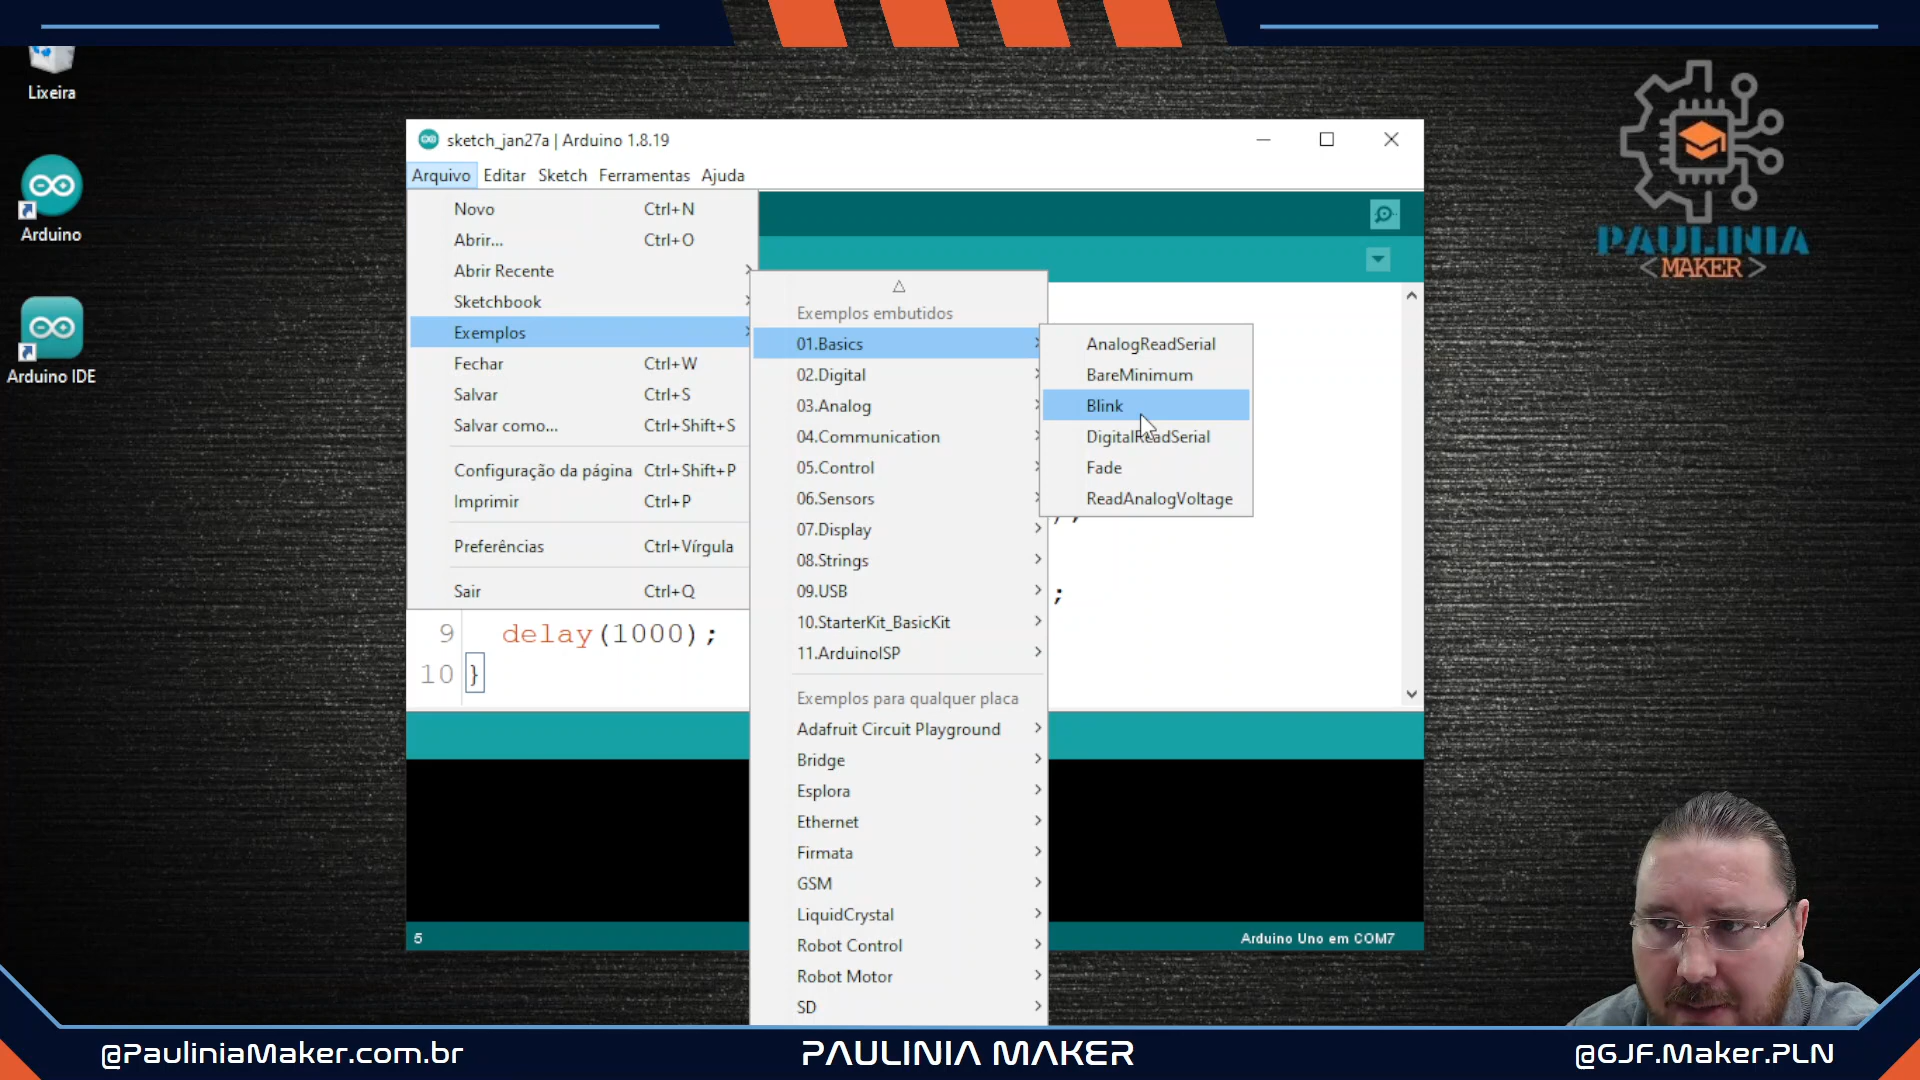 Lixeira
Arduino
Arduino IDE
sketch_jan27a | Arduino 1.8.19
Arquivo Editar Sketch Ferramentas Ajuda
Novo Ctrl+N
Abrir... Ctrl+O
Abrir Recente
Sketchbook
Exemplos
Fechar Ctrl+W
Salvar Ctrl+S
Salvar como... Ctrl+Shift+S
Configuração da página Ctrl+Shift+P
Imprimir Ctrl+P
Preferências Ctrl+Vírgula
Sair Ctrl+Q
Exemplos embutidos
01.Basics
02.Digital
03.Analog
04.Communication
05.Control
06.Sensors
07.Display
08.Strings
09.USB
10.StarterKit_BasicKit
11.ArduinoISP
Exemplos para qualquer placa
Adafruit Circuit Playground
Bridge
Esplora
Ethernet
Firmata
GSM
LiquidCrystal
Robot Control
Robot Motor
SD
AnalogReadSerial
BareMinimum
Blink
DigitalReadSerial
Fade
ReadAnalogVoltage
);
;
9 delay(1000);
10 }
5 Arduino Uno em COM7
PAULINIA
<MAKER>
@PauliniaMaker.com.br PAULINIA MAKER @GJF.Maker.PLN